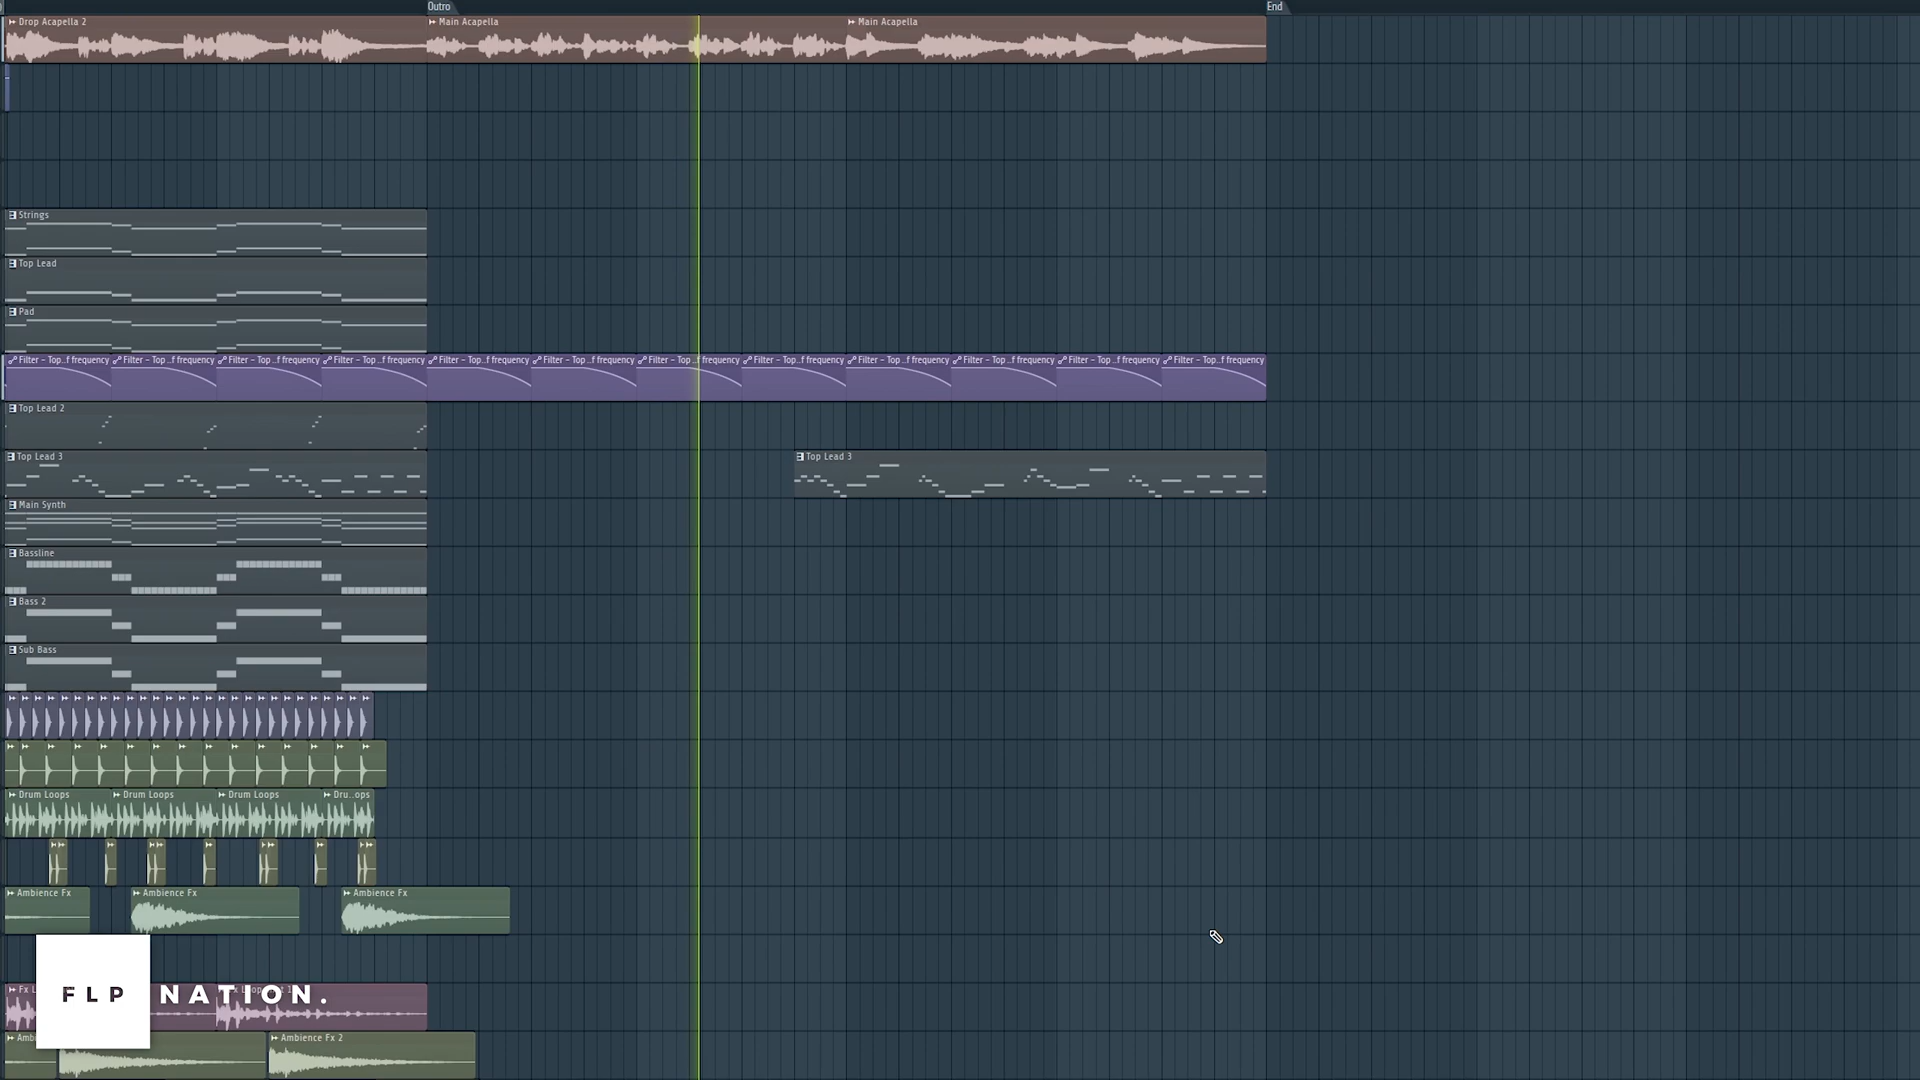 Outro End
Drop Acapella 2 Main Acapella Main Acapella
Strings
Top Lead
Pad
Filter - Top...f frequency Filter - Top...f frequency Filter - Top...f frequency Filter - Top...f frequency Filter - Top...f frequency Filter - Top...f frequency Filter - Top...f frequency Filter - Top...f frequency Filter - Top...f frequency Filter - Top...f frequency Filter - Top...f frequency Filter - Top...f frequency
Top Lead 2
Top Lead 3 Top Lead 3
Main Synth
Bassline
Bass 2
Sub Bass
Drum Loops Drum Loops Drum Loops Dru...ops
Ambience Fx Ambience Fx Ambience Fx
FLP NATION.
Amb Ambience Fx 2